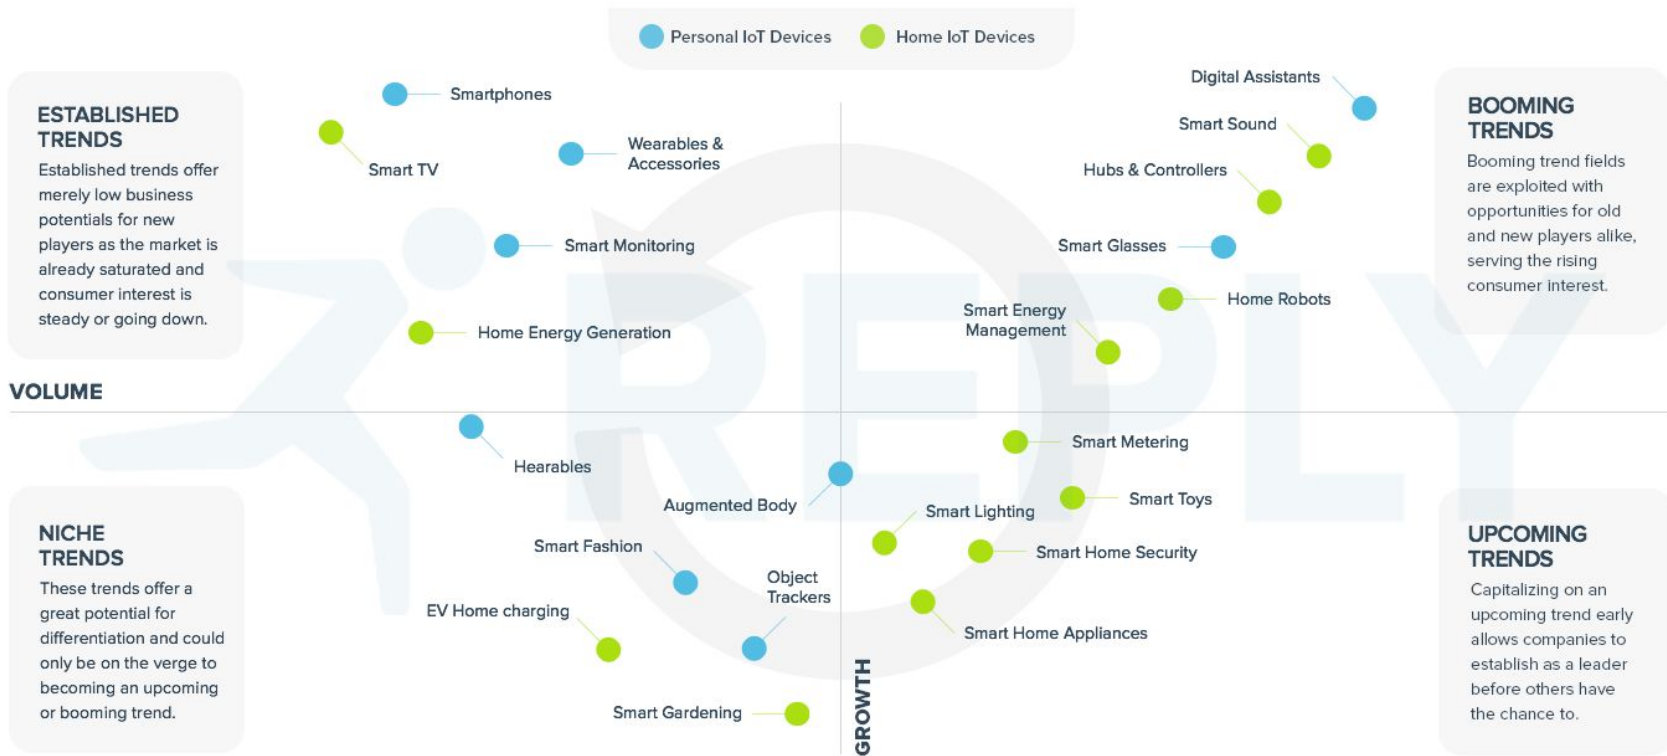 Personal IoT Devices
Home IoT Devices
ESTABLISHED
TRENDS
Established trends offer
merely low business
potentials for new
players as the market is
already saturated and
consumer interest is
steady or going down.
Smartphones
Smart TV
Wearables &
Accessories
Smart Monitoring
Home Energy Generation
Digital Assistants
Smart Sound
Hubs & Controllers
Smart Glasses
Home Robots
Smart Energy
Management
BOOMING
TRENDS
Booming trend fields
are exploited with
opportunities for old
and new players alike,
serving the rising
consumer interest.
REPLY
VOLUME
Hearables
Augmented Body
Smart Fashion
Object
Trackers
EV Home charging
Smart Gardening
NICHE
TRENDS
These trends offer a
great potential for
differentiation and could
only be on the verge to
becoming an upcoming
or booming trend.
Smart Metering
Smart Toys
Smart Lighting
Smart Home Security
Smart Home Appliances
GROWTH
UPCOMING
TRENDS
Capitalizing on an
upcoming trend early
allows companies to
establish as a leader
before others have
the chance to.